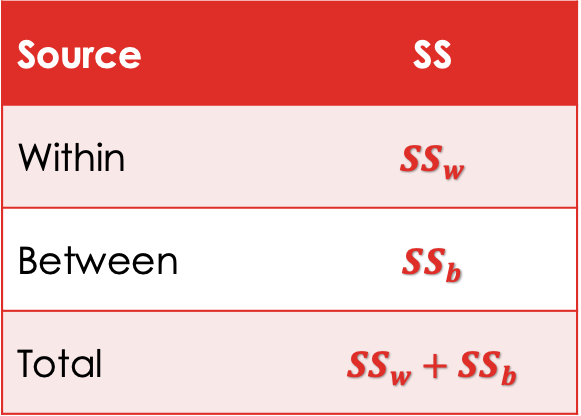 Source SS
Within SSw
Between SSb
Total SSw + SSb